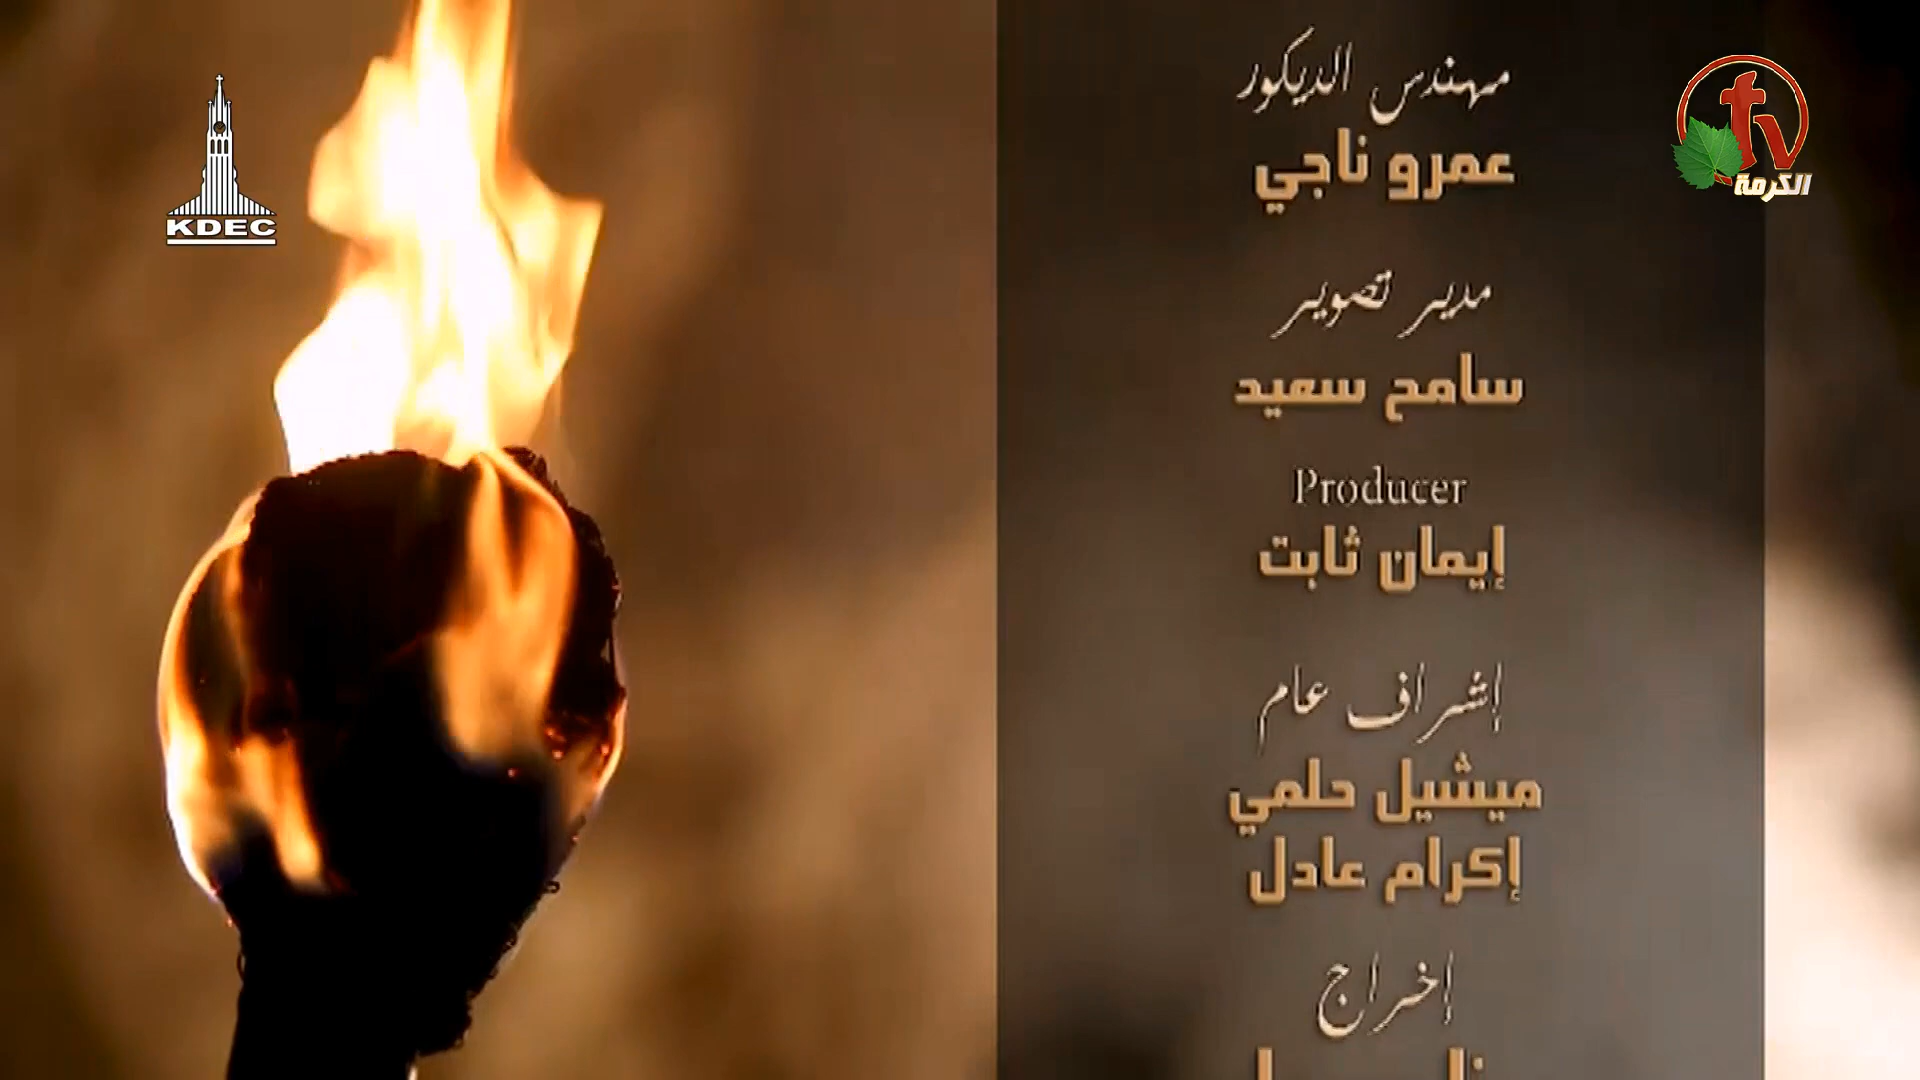 KDEC
tv
الكرمة
مهندس الديكور
عمرو ناجي
مدير تصوير
سامح سعيد
Producer
إيمان ثابت
إشراف عام
ميشيل حلمي
إكرام عادل
إخراج